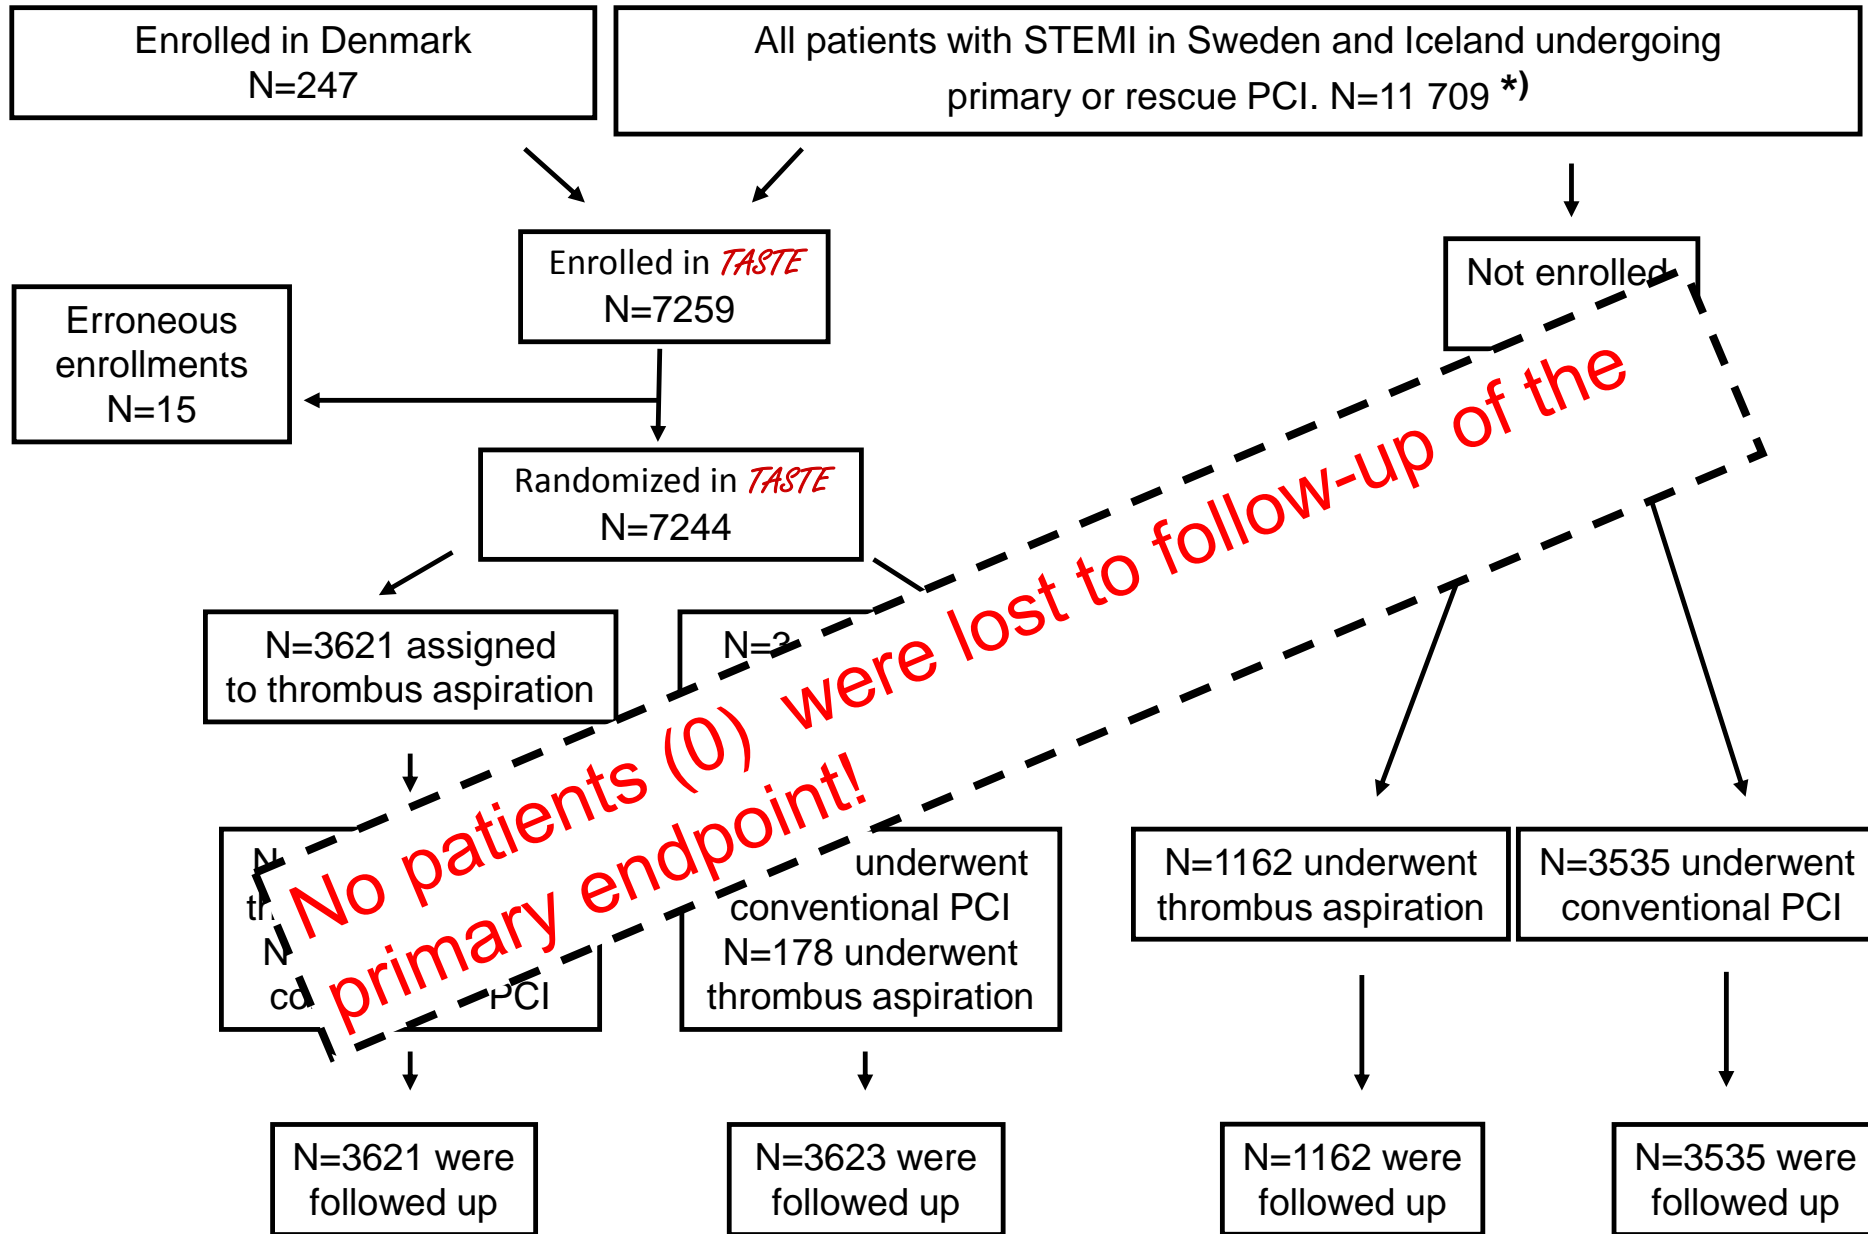 Enrolled in Denmark
N=247
All patients with STEMI in Sweden and Iceland undergoing
primary or rescue PCI. N=11 709 *)
Enrolled in TASTE
N=7259
Not enrolled
Erroneous
enrollments
N=15
Randomized in TASTE
N=7244
N=3621 assigned
to thrombus aspiration
N=3
No patients (0) were lost to follow-up of the
primary endpoint!
N
N
PCI
underwent
conventional PCI
N=178 underwent
thrombus aspiration
N=1162 underwent
thrombus aspiration
N=3535 underwent
conventional PCI
N=3621 were
followed up
N=3623 were
followed up
N=1162 were
followed up
N=3535 were
followed up